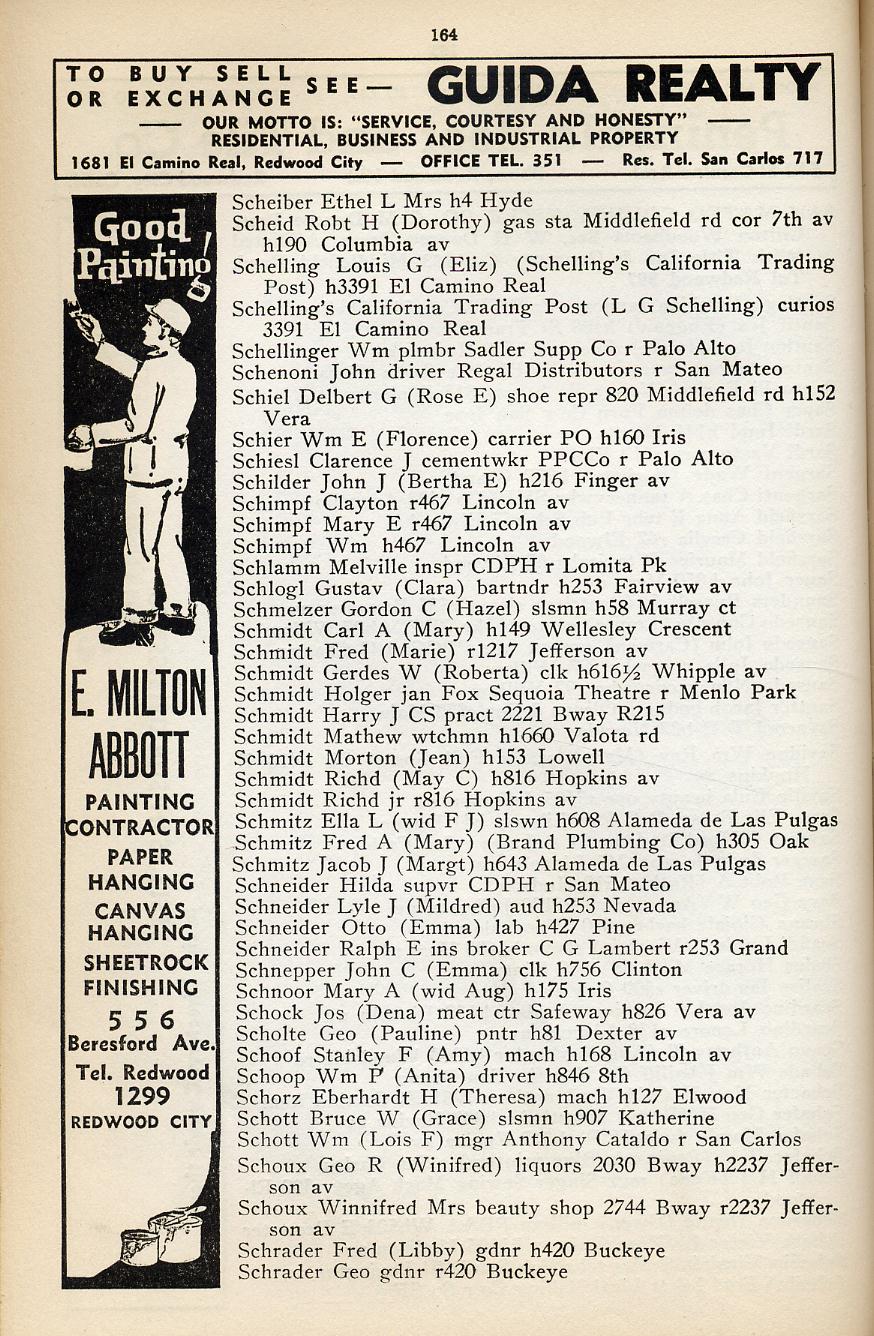 164
TO BUY SELL
OR EXCHANGE SEE— GUIDA REALTY
— OUR MOTTO IS: "SERVICE, COURTESY AND HONESTY" —
RESIDENTIAL, BUSINESS AND INDUSTRIAL PROPERTY
1681 El Camino Real, Redwood City — OFFICE TEL. 351 — Res. Tel. San Carlos 717
Good
Painting!
E. MILTON
ABBOTT
PAINTING
CONTRACTOR
PAPER
HANGING
CANVAS
HANGING
SHEETROCK
FINISHING
556
Beresford Ave.
Tel. Redwood
1299
REDWOOD CITY
Scheiber Ethel L Mrs h4 Hyde
Scheid Robt H (Dorothy) gas sta Middlefield rd cor 7th av
h190 Columbia av
Schelling Louis G (Eliz) (Schelling's California Trading
Post) h3391 El Camino Real
Schelling's California Trading Post (L G Schelling) curios
3391 El Camino Real
Schellinger Wm plmbr Sadler Supp Co r Palo Alto
Schenoni John driver Regal Distributors r San Mateo
Schiel Delbert G (Rose E) shoe repr 820 Middlefield rd h152
Vera
Schier Wm E (Florence) carrier PO h160 Iris
Schiesl Clarence J cementwkr PPCCo r Palo Alto
Schilder John J (Bertha E) h216 Finger av
Schimpf Clayton r467 Lincoln av
Schimpf Mary E r467 Lincoln av
Schimpf Wm h467 Lincoln av
Schlamm Melville inspr CDPH r Lomita Pk
Schlogl Gustav (Clara) bartndr h253 Fairview av
Schmelzer Gordon C (Hazel) slsmn h58 Murray ct
Schmidt Carl A (Mary) h149 Wellesley Crescent
Schmidt Fred (Marie) r1217 Jefferson av
Schmidt Gerdes W (Roberta) clk h616½ Whipple av
Schmidt Holger jan Fox Sequoia Theatre r Menlo Park
Schmidt Harry J CS pract 2221 Bway R215
Schmidt Mathew wtchmn h1660 Valota rd
Schmidt Morton (Jean) h153 Lowell
Schmidt Richd (May C) h816 Hopkins av
Schmidt Richd jr r816 Hopkins av
Schmitz Ella L (wid F J) slswn h608 Alameda de Las Pulgas
Schmitz Fred A (Mary) (Brand Plumbing Co) h305 Oak
Schmitz Jacob J (Margt) h643 Alameda de Las Pulgas
Schneider Hilda supvr CDPH r San Mateo
Schneider Lyle J (Mildred) aud h253 Nevada
Schneider Otto (Emma) lab h427 Pine
Schneider Ralph E ins broker C G Lambert r253 Grand
Schnepper John C (Emma) clk h756 Clinton
Schnoor Mary A (wid Aug) h175 Iris
Schock Jos (Dena) meat ctr Safeway h826 Vera av
Scholte Geo (Pauline) pntr h81 Dexter av
Schoof Stanley F (Amy) mach h168 Lincoln av
Schoop Wm P (Anita) driver h846 8th
Schorz Eberhardt H (Theresa) mach h127 Elwood
Schott Bruce W (Grace) slsmn h907 Katherine
Schott Wm (Lois F) mgr Anthony Cataldo r San Carlos
Schoux Geo R (Winifred) liquors 2030 Bway h2237 Jeffer-
son av
Schoux Winnifred Mrs beauty shop 2744 Bway r2237 Jeffer-
son av
Schrader Fred (Libby) gdnr h420 Buckeye
Schrader Geo gdnr r420 Buckeye